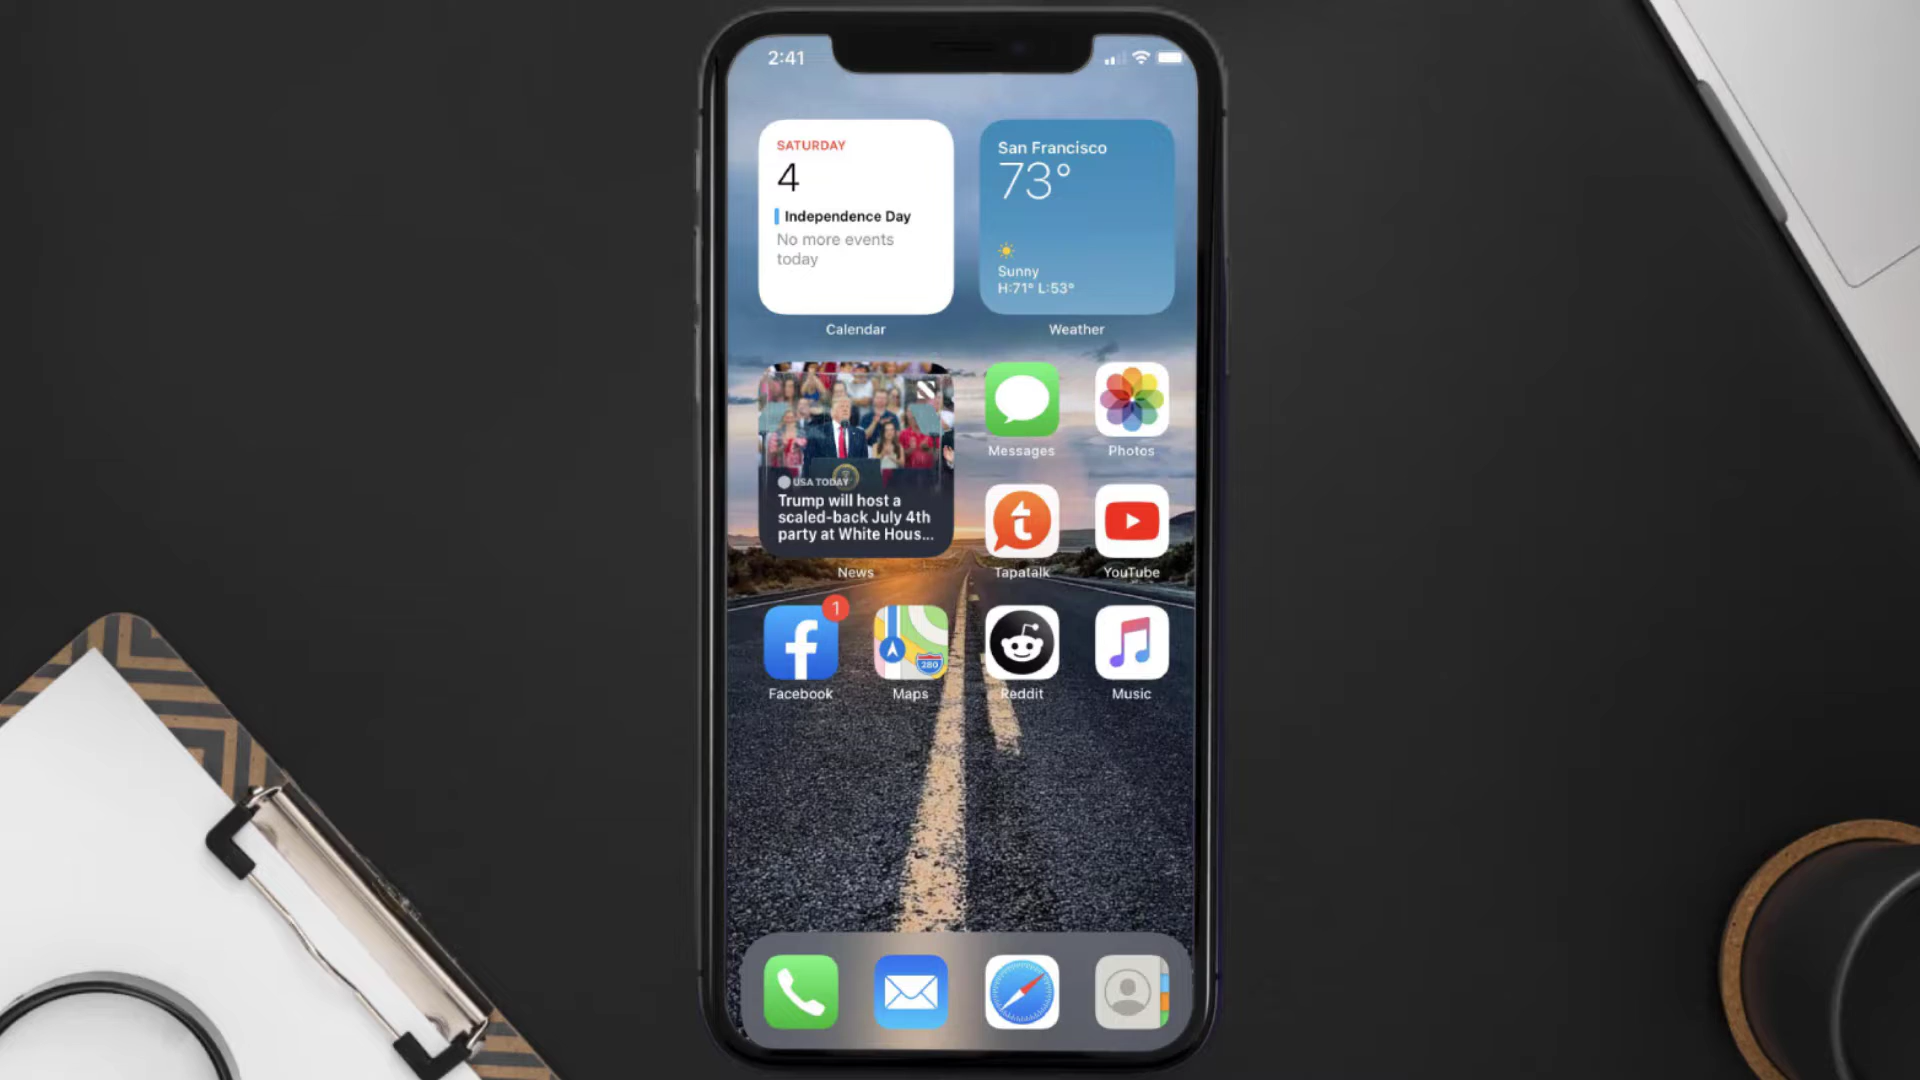 2:41
SATURDAY
4
Independence Day
No more events
today
Calendar
San Francisco
73°
Sunny
H:71° L:53°
Weather
USA TODAY
Trump will host a
scaled-back July 4th
party at White Hous...
News
Messages
Photos
Tapatalk
YouTube
1
Facebook
280
Maps
Reddit
Music